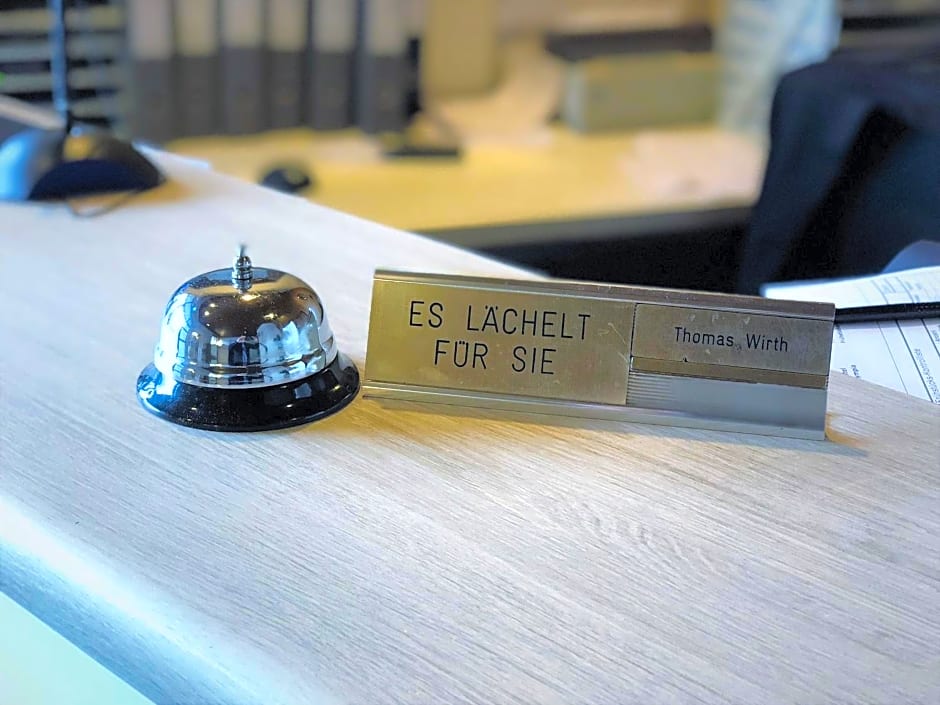 ES LÄCHELT
FÜR SIE
Thomas Wirth